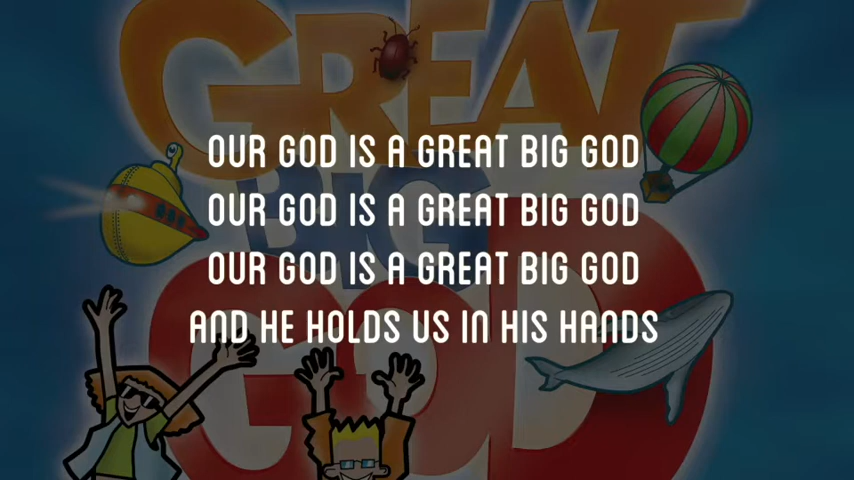 GREAT
BIG
GOD
OUR GOD IS A GREAT BIG GOD
OUR GOD IS A GREAT BIG GOD
OUR GOD IS A GREAT BIG GOD
AND HE HOLDS US IN HIS HANDS